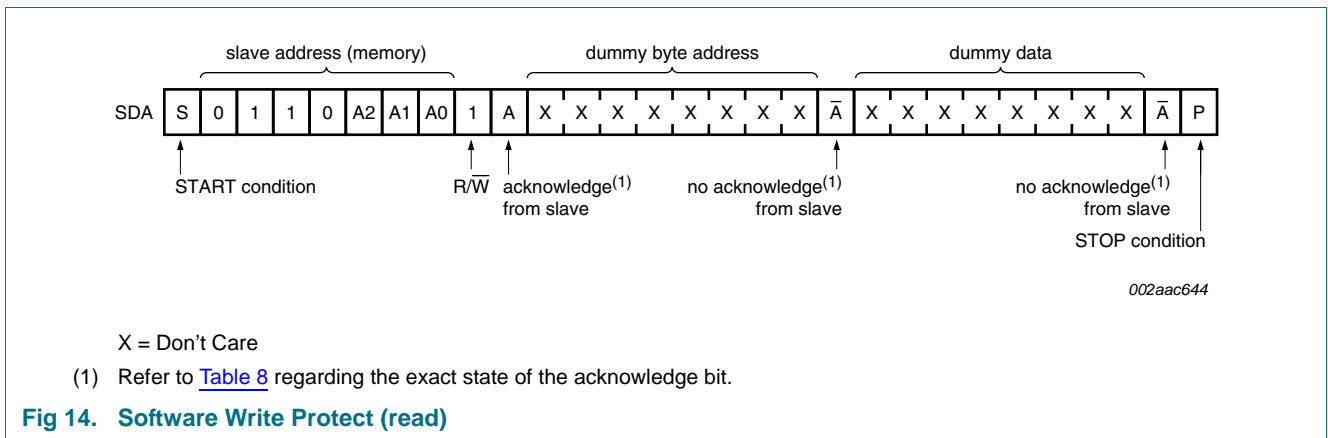 slave address (memory) dummy byte address dummy data
SDA S 0 1 1 0 A2 A1 A0 1 A X X X X X X X X A̅ X X X X X X X X A̅ P
START condition R/W̅ acknowledge(1) no acknowledge(1) no acknowledge(1)
from slave from slave from slave
STOP condition
002aac644
X = Don't Care
(1) Refer to Table 8 regarding the exact state of the acknowledge bit.
Fig 14. Software Write Protect (read)